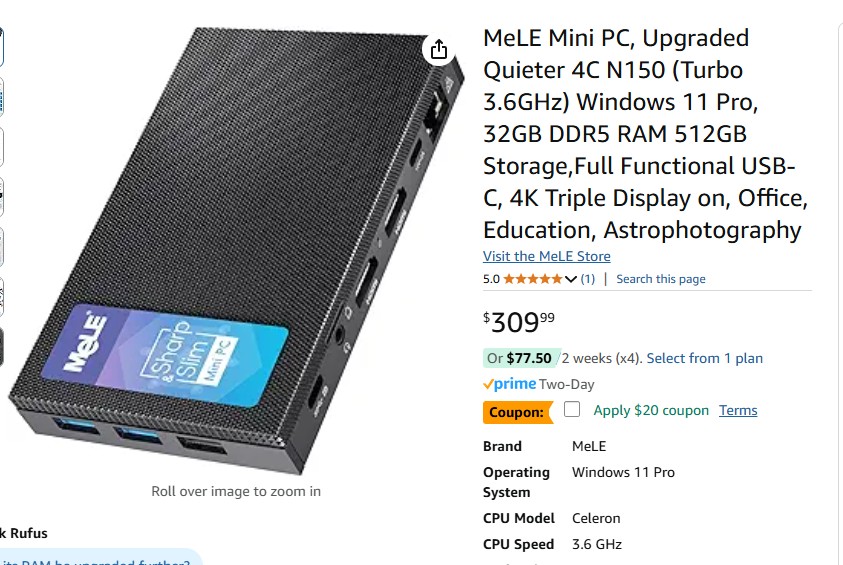 MeLE Mini PC, Upgraded
Quieter 4C N150 (Turbo
3.6GHz) Windows 11 Pro,
32GB DDR5 RAM 512GB
Storage,Full Functional USB-
C, 4K Triple Display on, Office,
Education, Astrophotography
Visit the MeLE Store
5.0 (1) | Search this page
$309.99
Or $77.50 /2 weeks (x4). Select from 1 plan
prime Two-Day
Coupon: Apply $20 coupon Terms
Brand MeLE
Operating System Windows 11 Pro
CPU Model Celeron
CPU Speed 3.6 GHz
MeLE
Sharp
& Slim
Mini PC
HDMI
HDMI
Roll over image to zoom in
k Rufus
its RAM be upgraded further?